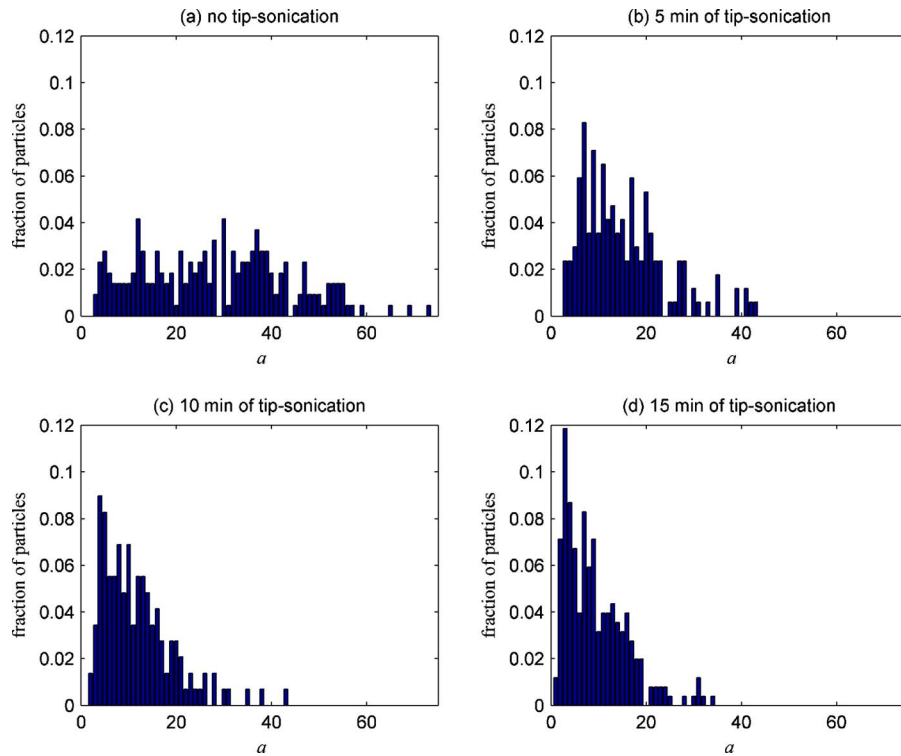 (a) no tip-sonication
0.12
0.1
0.08
0.06
0.04
0.02
0
fraction of particles
0 20 40 60
a
(b) 5 min of tip-sonication
0.12
0.1
0.08
0.06
0.04
0.02
0
fraction of particles
0 20 40 60
a
(c) 10 min of tip-sonication
0.12
0.1
0.08
0.06
0.04
0.02
0
fraction of particles
0 20 40 60
a
(d) 15 min of tip-sonication
0.12
0.1
0.08
0.06
0.04
0.02
0
fraction of particles
0 20 40 60
a